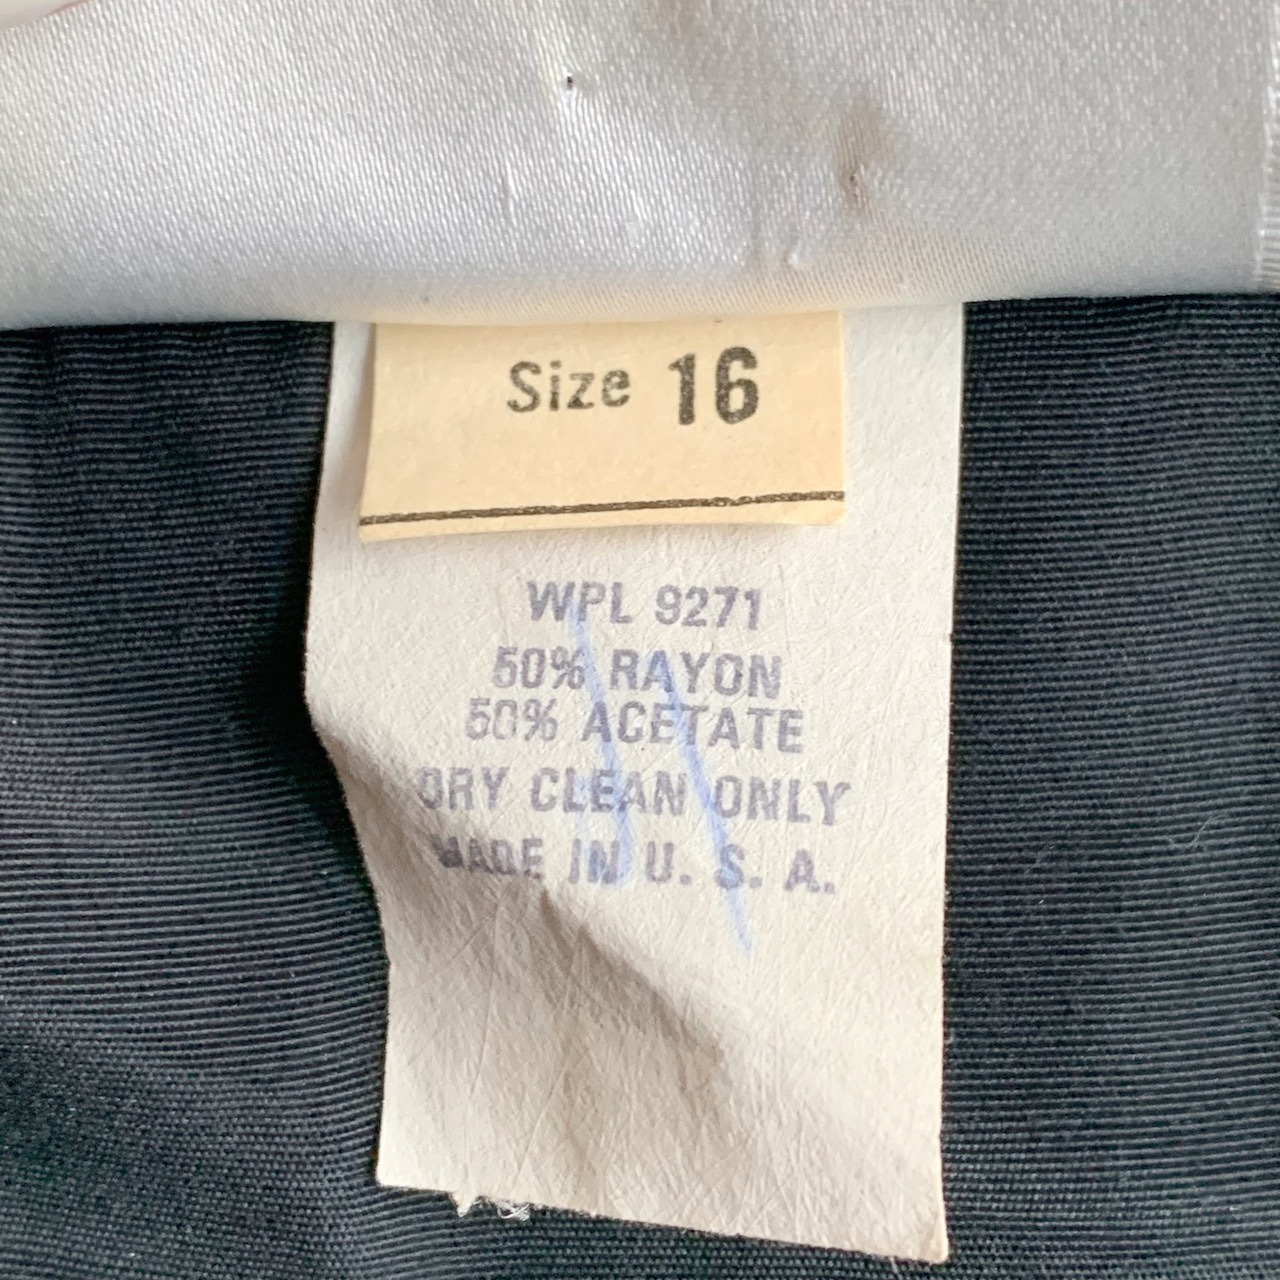 Size 16
WPL 9271
50% RAYON
50% ACETATE
DRY CLEAN ONLY
MADE IN U. S. A.